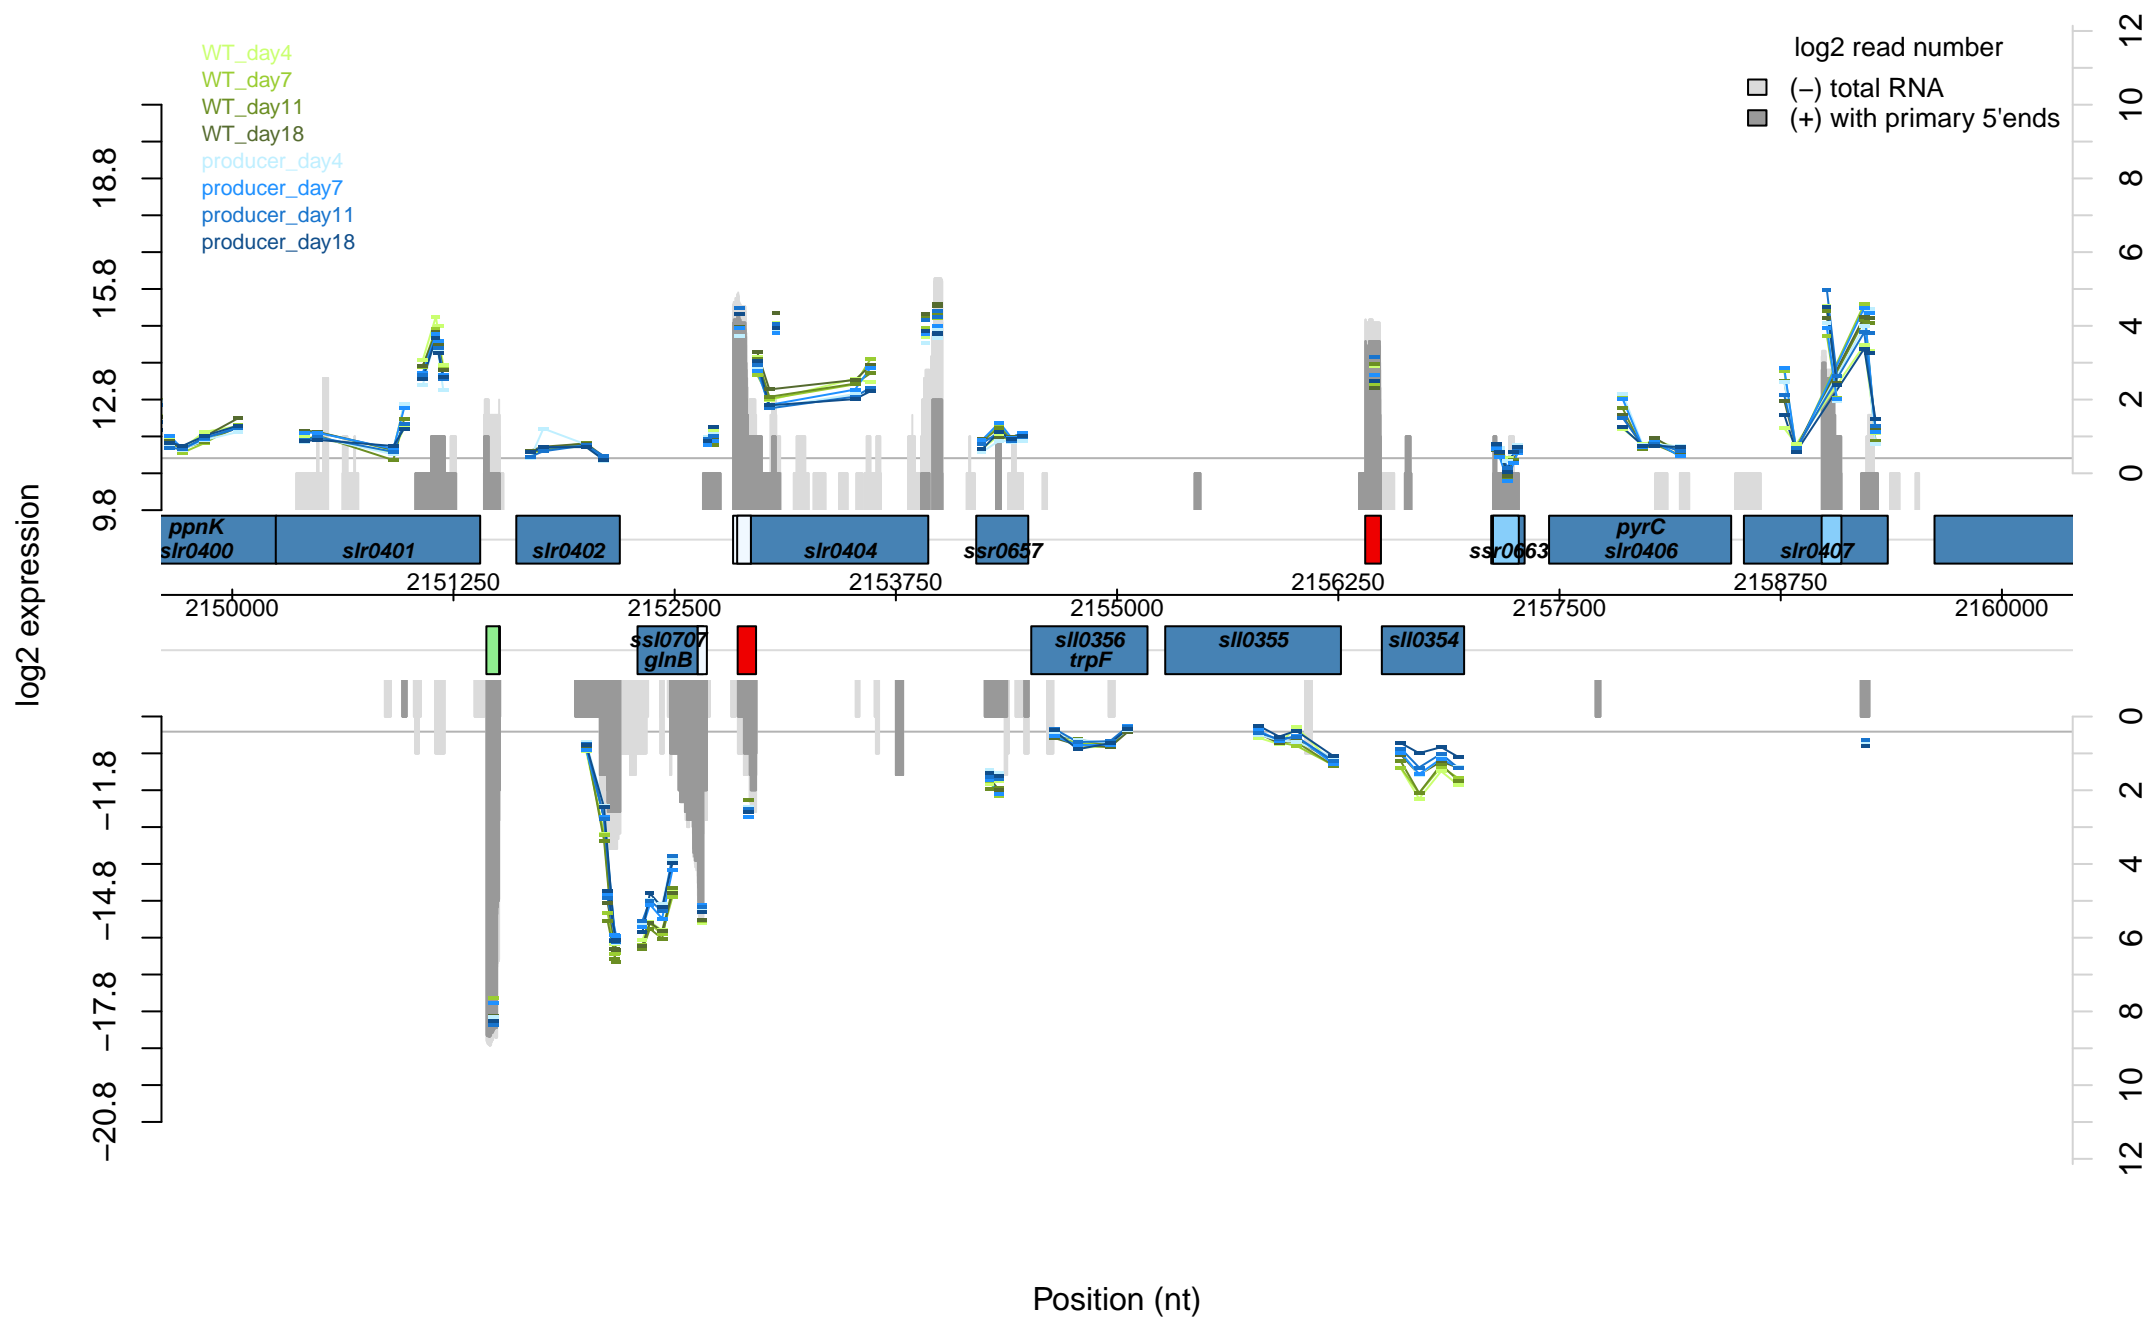 12
log2 read number
WT_day4
WT_day7
(−) total RNA
10
WT_day11
(+) with primary 5'ends
WT_day18
producer_day4
18.8
8
producer_day7
producer_day11
producer_day18
6
15.8
4
12.8
2
0
9.8
ppnK
pyrC
slr0400
slr0401
slr0402
slr0404
ssr0657
ssr0663
slr0406
slr0407
2151250
2153750
2156250
2158750
2150000
2152500
2155000
2157500
2160000
log2 expression
ssl0707
sll0356
sll0355
sll0354
glnB
trpF
0
−11.8
2
−14.8
4
6
−17.8
8
−20.8
10
12
Position (nt)